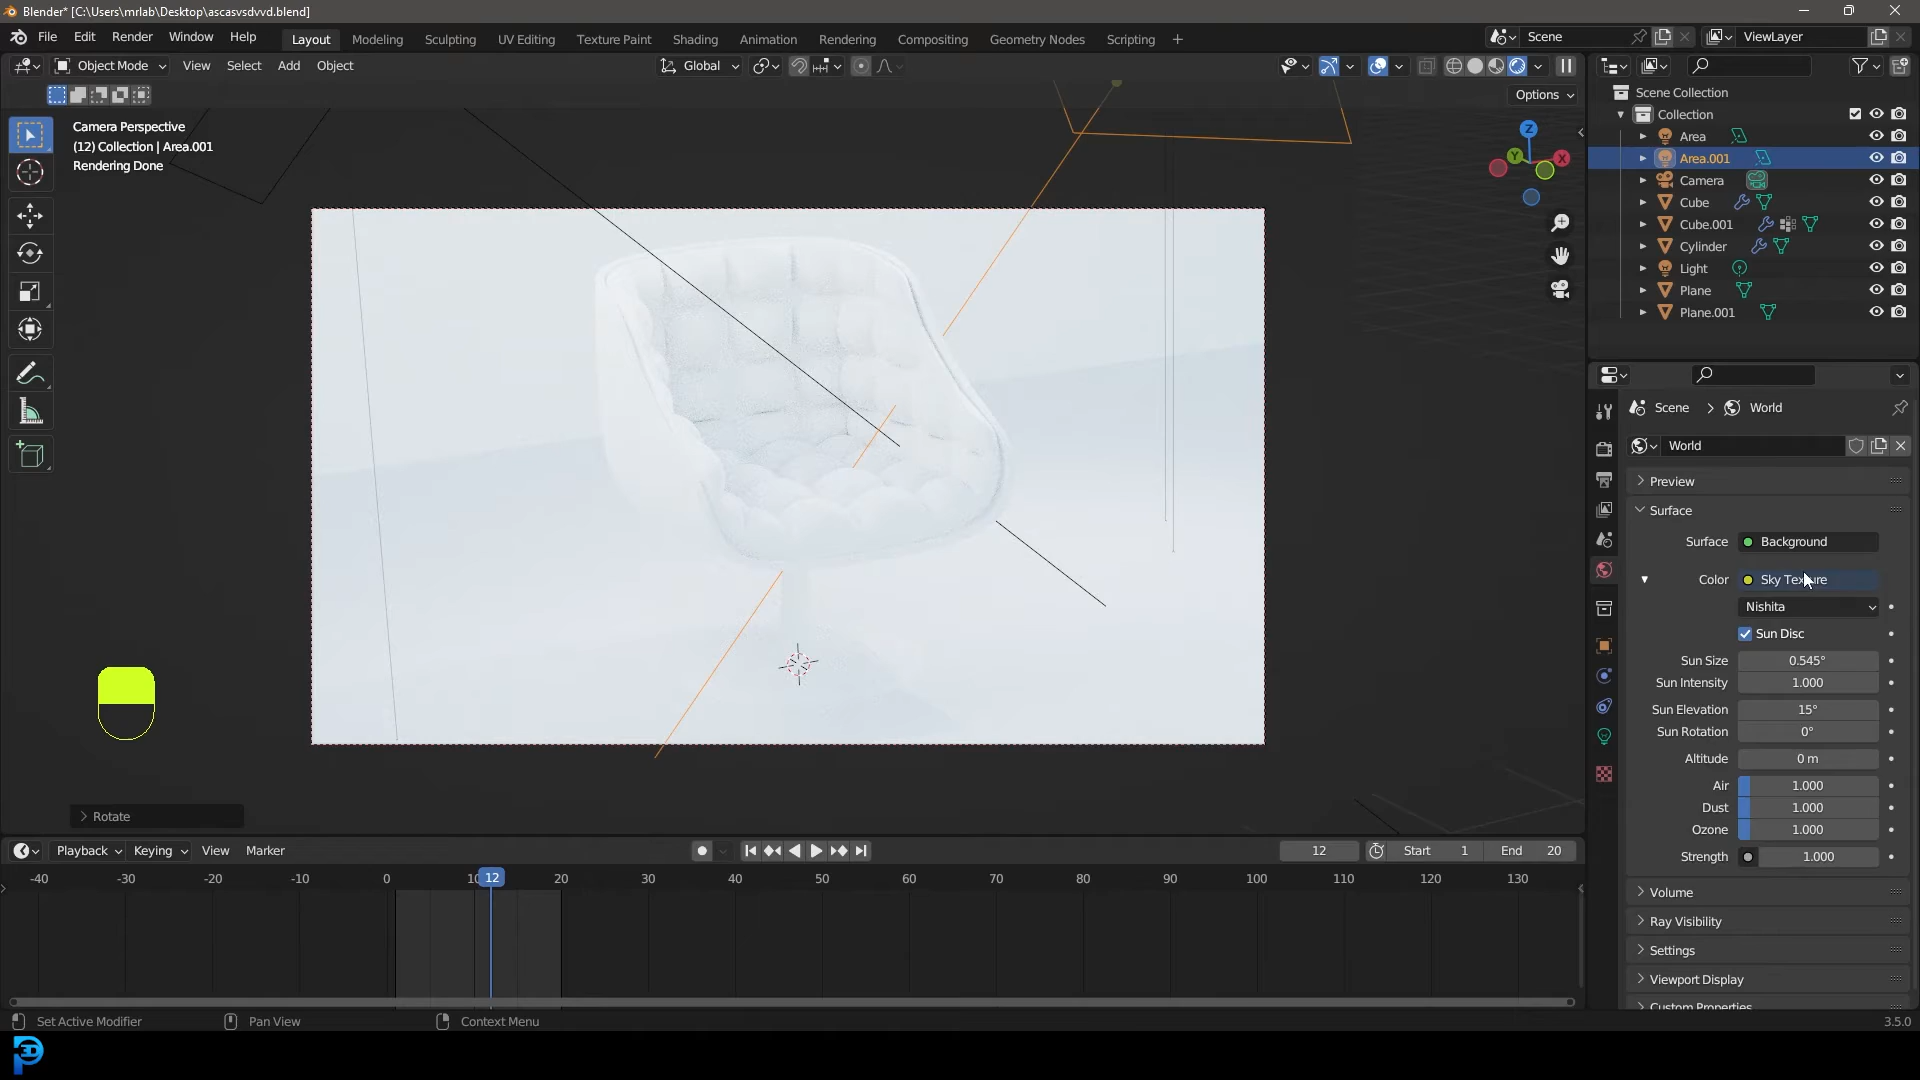 Blender* [C:\Users\mrlab\Desktop\ascasvsdvvd.blend]
File Edit Render Window Help Layout Modeling Sculpting UV Editing Texture Paint Shading Animation Rendering Compositing Geometry Nodes Scripting + Scene ViewLayer
Object Mode View Select Add Object Global
Options
Camera Perspective
(12) Collection | Area.001
Rendering Done
Z
Y
X
Rotate
Scene Collection
Collection
Area
Area.001
Camera
Cube
Cube.001
Cylinder
Light
Plane
Plane.001
Scene > World
World
Preview
Surface
Surface Background
Color Sky Texture
Nishita
Sun Disc
Sun Size 0.545°
Sun Intensity 1.000
Sun Elevation 15°
Sun Rotation 0°
Altitude 0 m
Air 1.000
Dust 1.000
Ozone 1.000
Strength 1.000
Volume
Ray Visibility
Settings
Viewport Display
Custom Properties
Playback Keying View Marker 12 Start 1 End 20
-40 -30 -20 -10 0 10 12 20 30 40 50 60 70 80 90 100 110 120 130
Set Active Modifier Pan View Context Menu 3.5.0